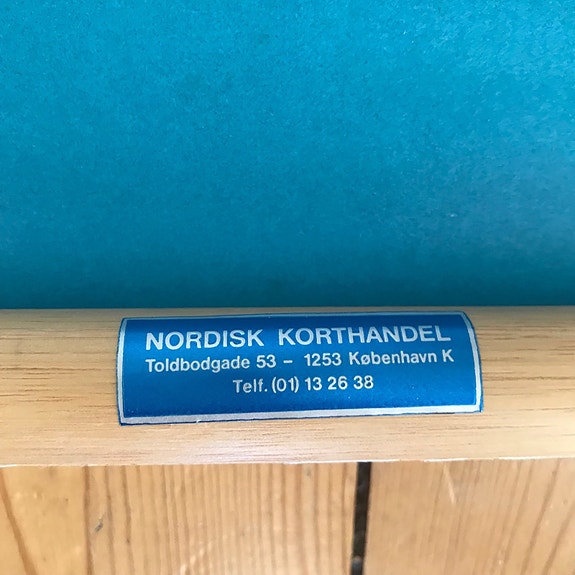 NORDISK KORTHANDEL
Toldbodgade 53 – 1253 København K
Telf. (01) 13 26 38